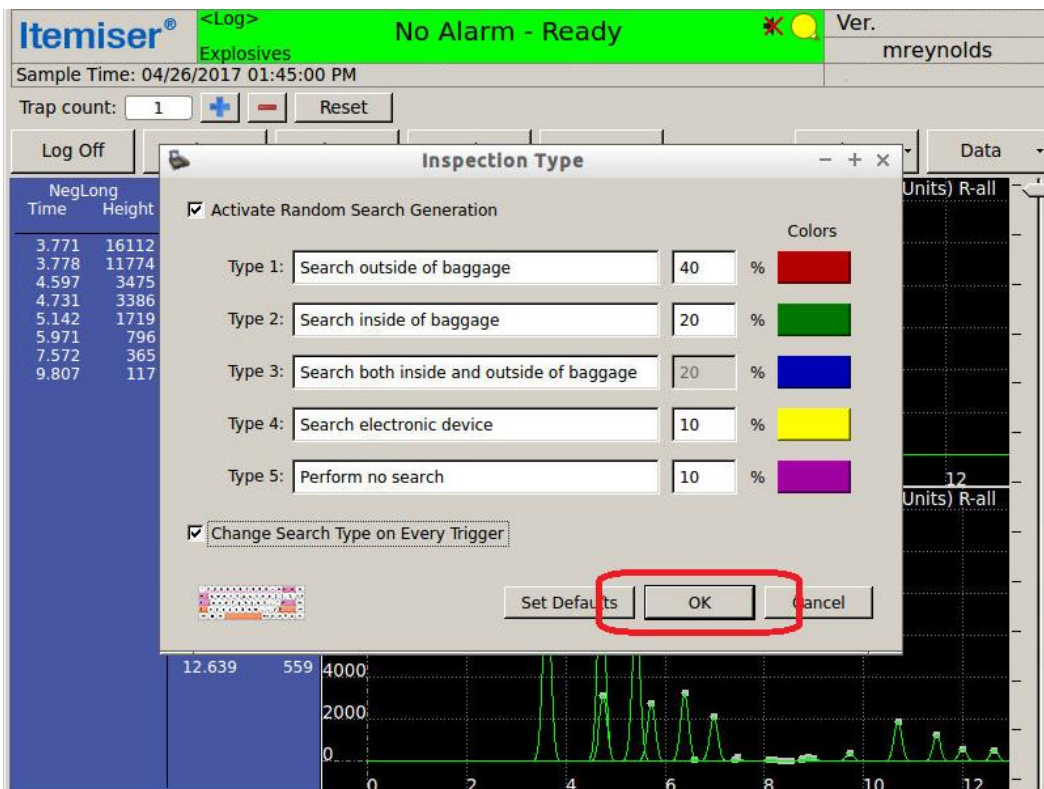 Itemiser®
<Log>
Explosives
No Alarm - Ready
Ver.
mreynolds
Sample Time: 04/26/2017 01:45:00 PM
Trap count: 1
Reset
Log Off
Data
Inspection Type
NegLong
Time Height
3.771 16112
3.778 11774
4.597 3475
4.731 3386
5.142 1719
5.971 796
7.572 365
9.807 117
Activate Random Search Generation
Colors
Type 1: Search outside of baggage 40 %
Type 2: Search inside of baggage 20 %
Type 3: Search both inside and outside of baggage 20 %
Type 4: Search electronic device 10 %
Type 5: Perform no search 10 %
Change Search Type on Every Trigger
Set Defaults
OK
Cancel
Units) R-all
12
Units) R-all
12.639 559
4000
2000
0
0 2 4 6 8 10 12